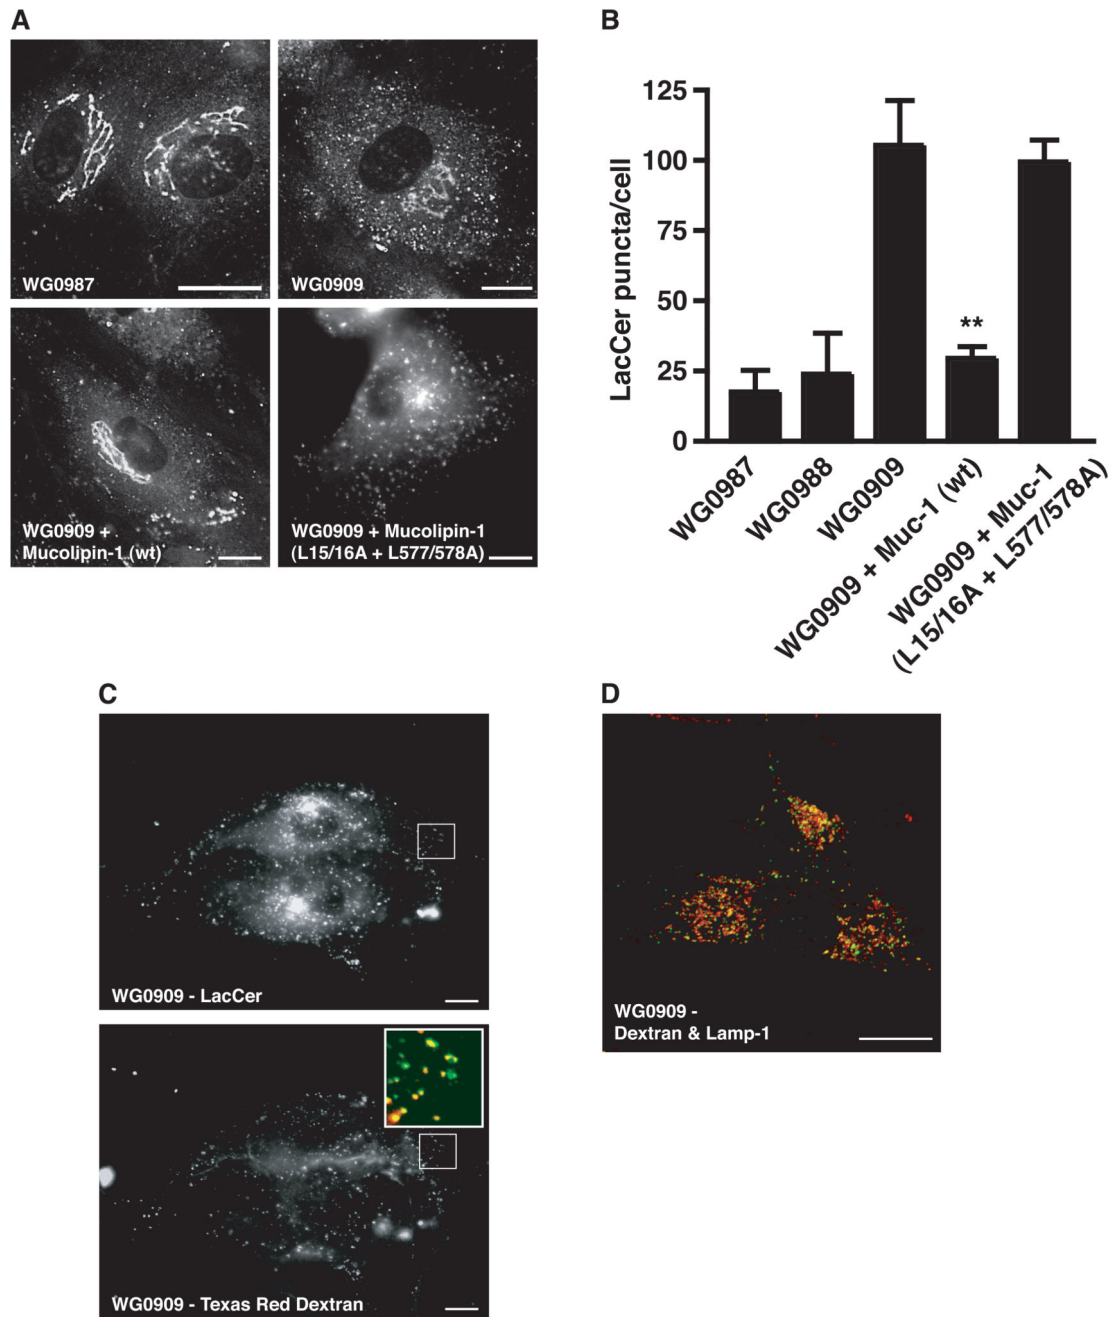 A
WG0987
WG0909
WG0909 +
Mucolipin-1 (wt)
WG0909 + Mucolipin-1
(L15/16A + L577/578A)
B
LacCer puncta/cell
125
100
75
50
25
0
**
WG0987
WG0988
WG0909
WG0909 + Muc-1 (wt)
WG0909 + Muc-1
(L15/16A + L577/578A)
C
WG0909 - LacCer
WG0909 - Texas Red Dextran
D
WG0909 -
Dextran & Lamp-1